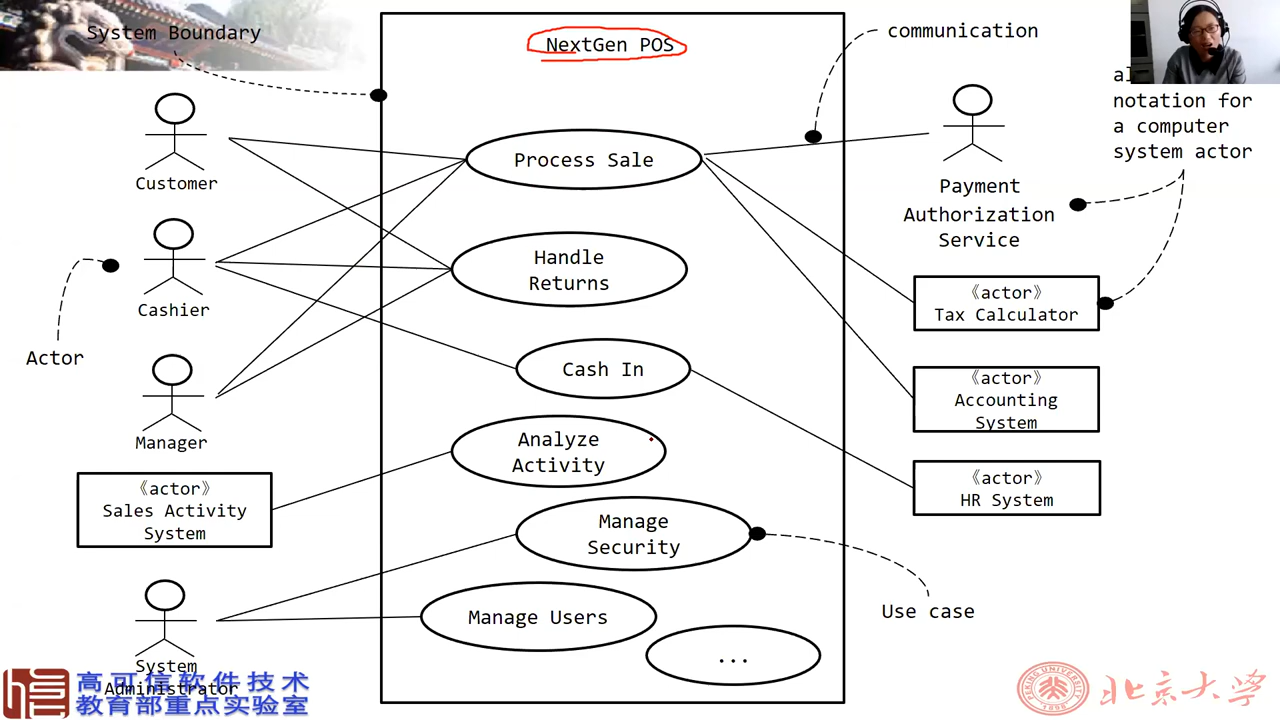 System Boundary
NextGen POS
communication
notation for
a computer
system actor
Customer
Process Sale
Payment
Authorization
Service
Cashier
Handle
Returns
《actor》
Tax Calculator
Actor
Manager
Cash In
《actor》
Accounting
System
Analyze
Activity
《actor》
HR System
《actor》
Sales Activity
System
Manage
Security
Manage Users
Use case
...
System
Administrator
高可信软件技术
教育部重点实验室
PEKING UNIVERSITY
1898
北京大学